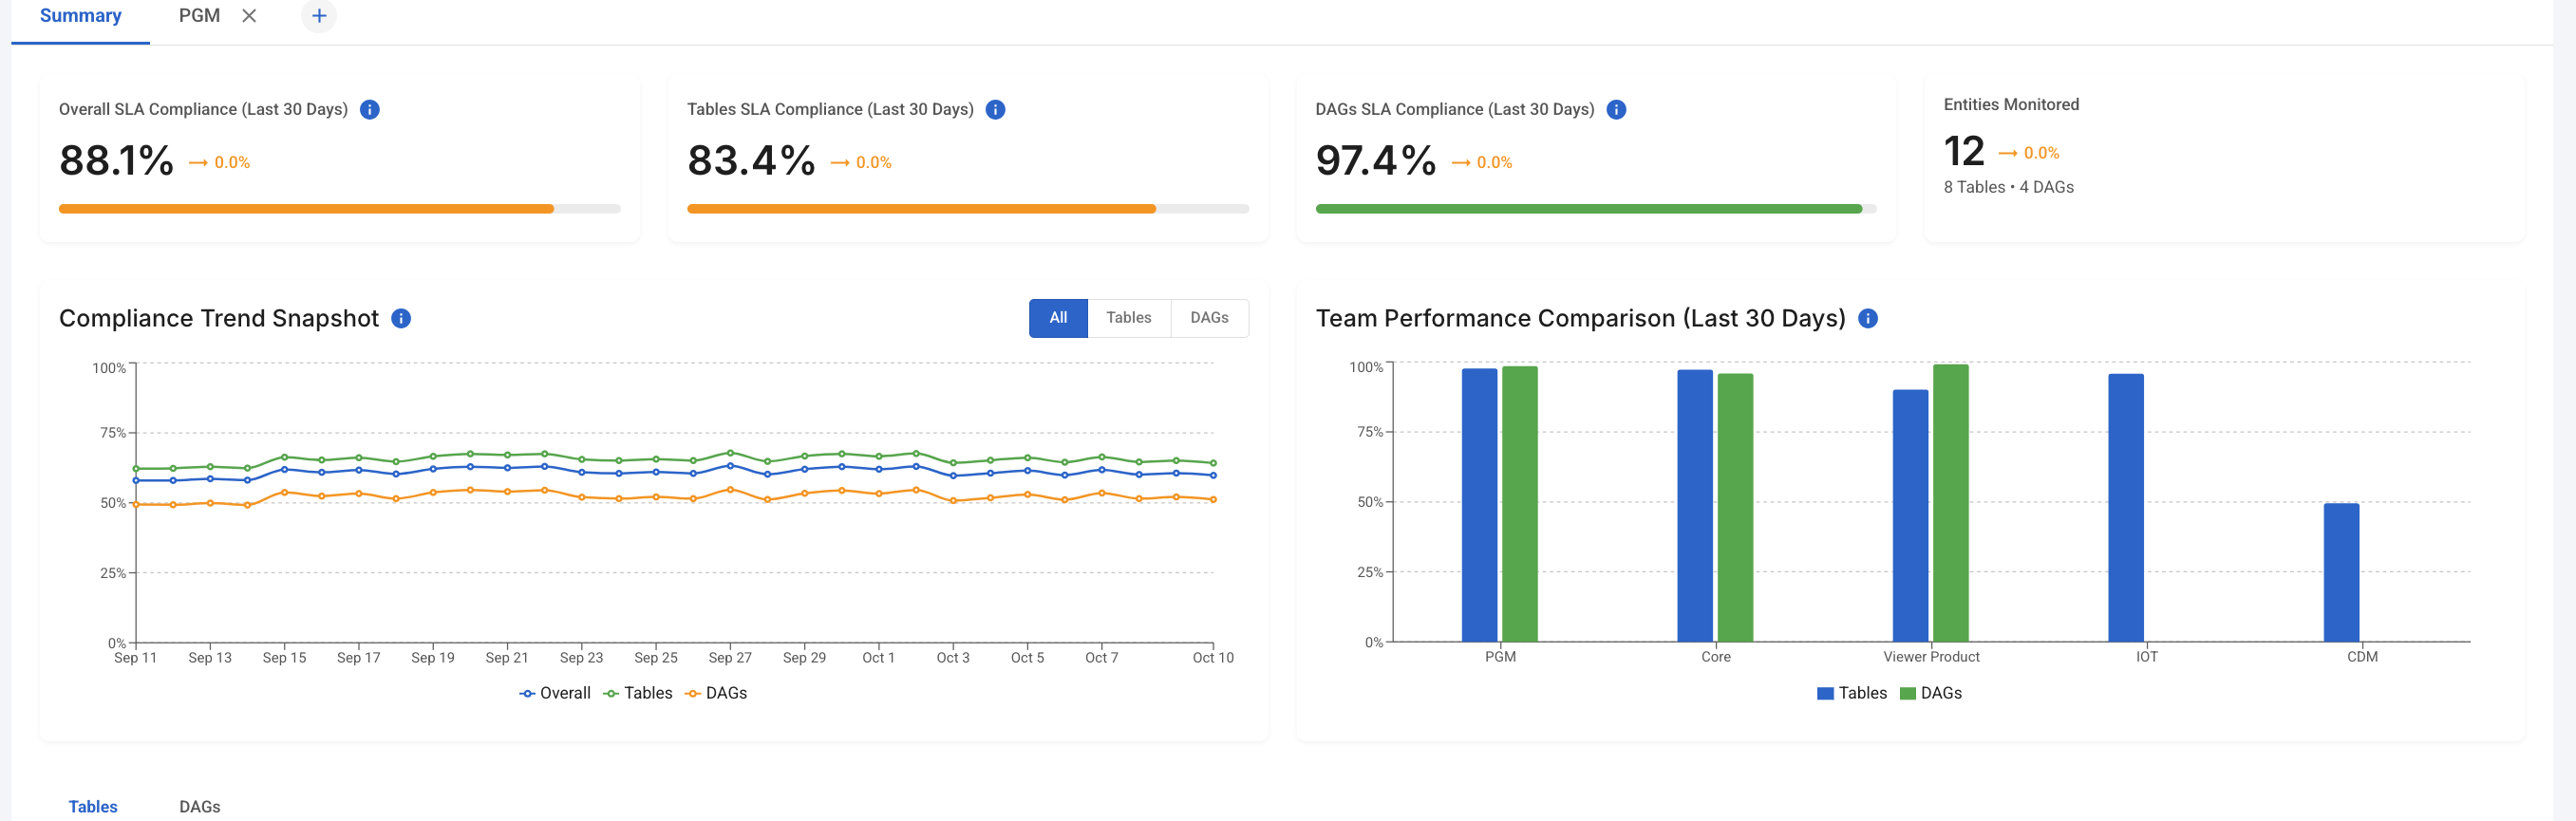 Summary PGM
Overall SLA Compliance (Last 30 Days)
88.1% → 0.0%
Tables SLA Compliance (Last 30 Days)
83.4% → 0.0%
DAGs SLA Compliance (Last 30 Days)
97.4% → 0.0%
Entities Monitored
12 → 0.0%
8 Tables • 4 DAGs
Compliance Trend Snapshot
All Tables DAGs
100%
75%
50%
25%
0%
Sep 11 Sep 13 Sep 15 Sep 17 Sep 19 Sep 21 Sep 23 Sep 25 Sep 27 Sep 29 Oct 1 Oct 3 Oct 5 Oct 7 Oct 10
Overall Tables DAGs
Team Performance Comparison (Last 30 Days)
100%
75%
50%
25%
0%
PGM Core Viewer Product IOT CDM
Tables DAGs
Tables DAGs